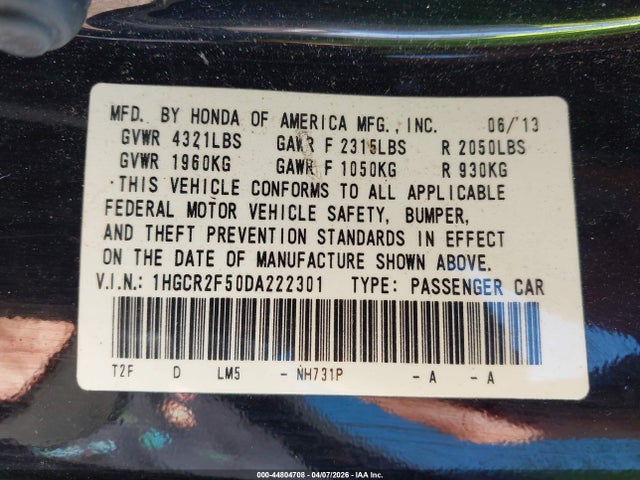 MFD. BY HONDA OF AMERICA MFG., INC. 06/'13
GVWR 4321LBS GAWR F 2315LBS R 2050LBS
GVWR 1960KG GAWR F 1050KG R 930KG
·THIS VEHICLE CONFORMS TO ALL APPLICABLE
FEDERAL MOTOR VEHICLE SAFETY, BUMPER,
AND THEFT PREVENTION STANDARDS IN EFFECT
ON THE DATE OF MANUFACTURE SHOWN ABOVE.
V.I.N.: 1HGCR2F50DA222301 TYPE: PASSENGER CAR
T2F D LM5 - NH731P - A - A
000-44804708 - 04/07/2026 - IAA Inc.